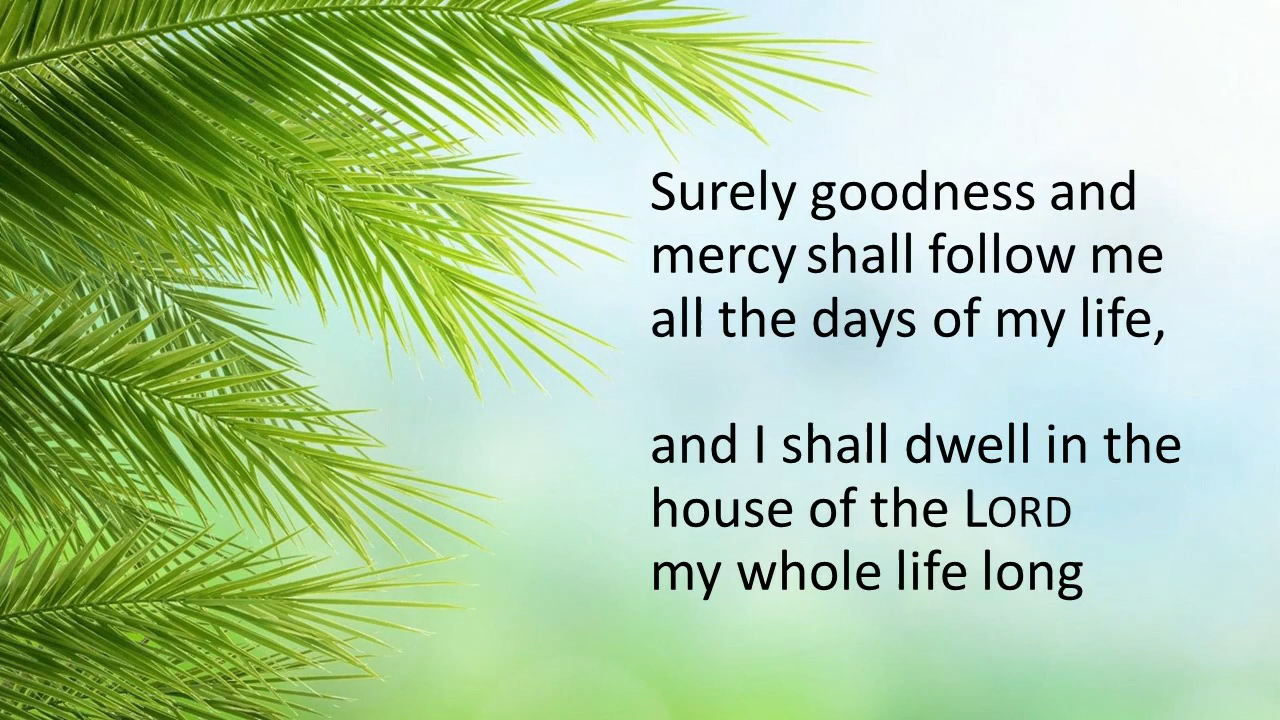 Surely goodness and
mercy shall follow me
all the days of my life,
and I shall dwell in the
house of the LORD
my whole life long